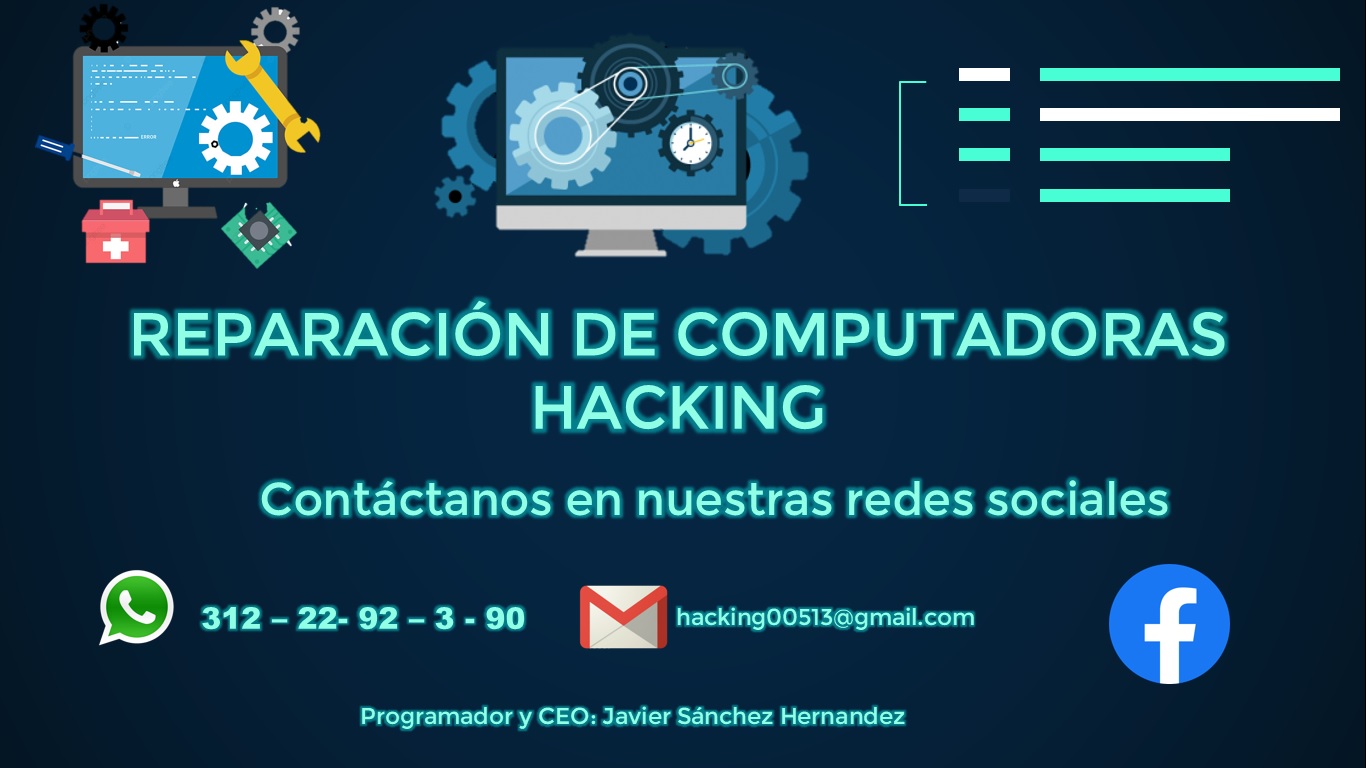 ERROR
REPARACIÓN DE COMPUTADORAS
HACKING
Contáctanos en nuestras redes sociales
312 – 22- 92 – 3 - 90
hacking00513@gmail.com
Programador y CEO: Javier Sánchez Hernandez